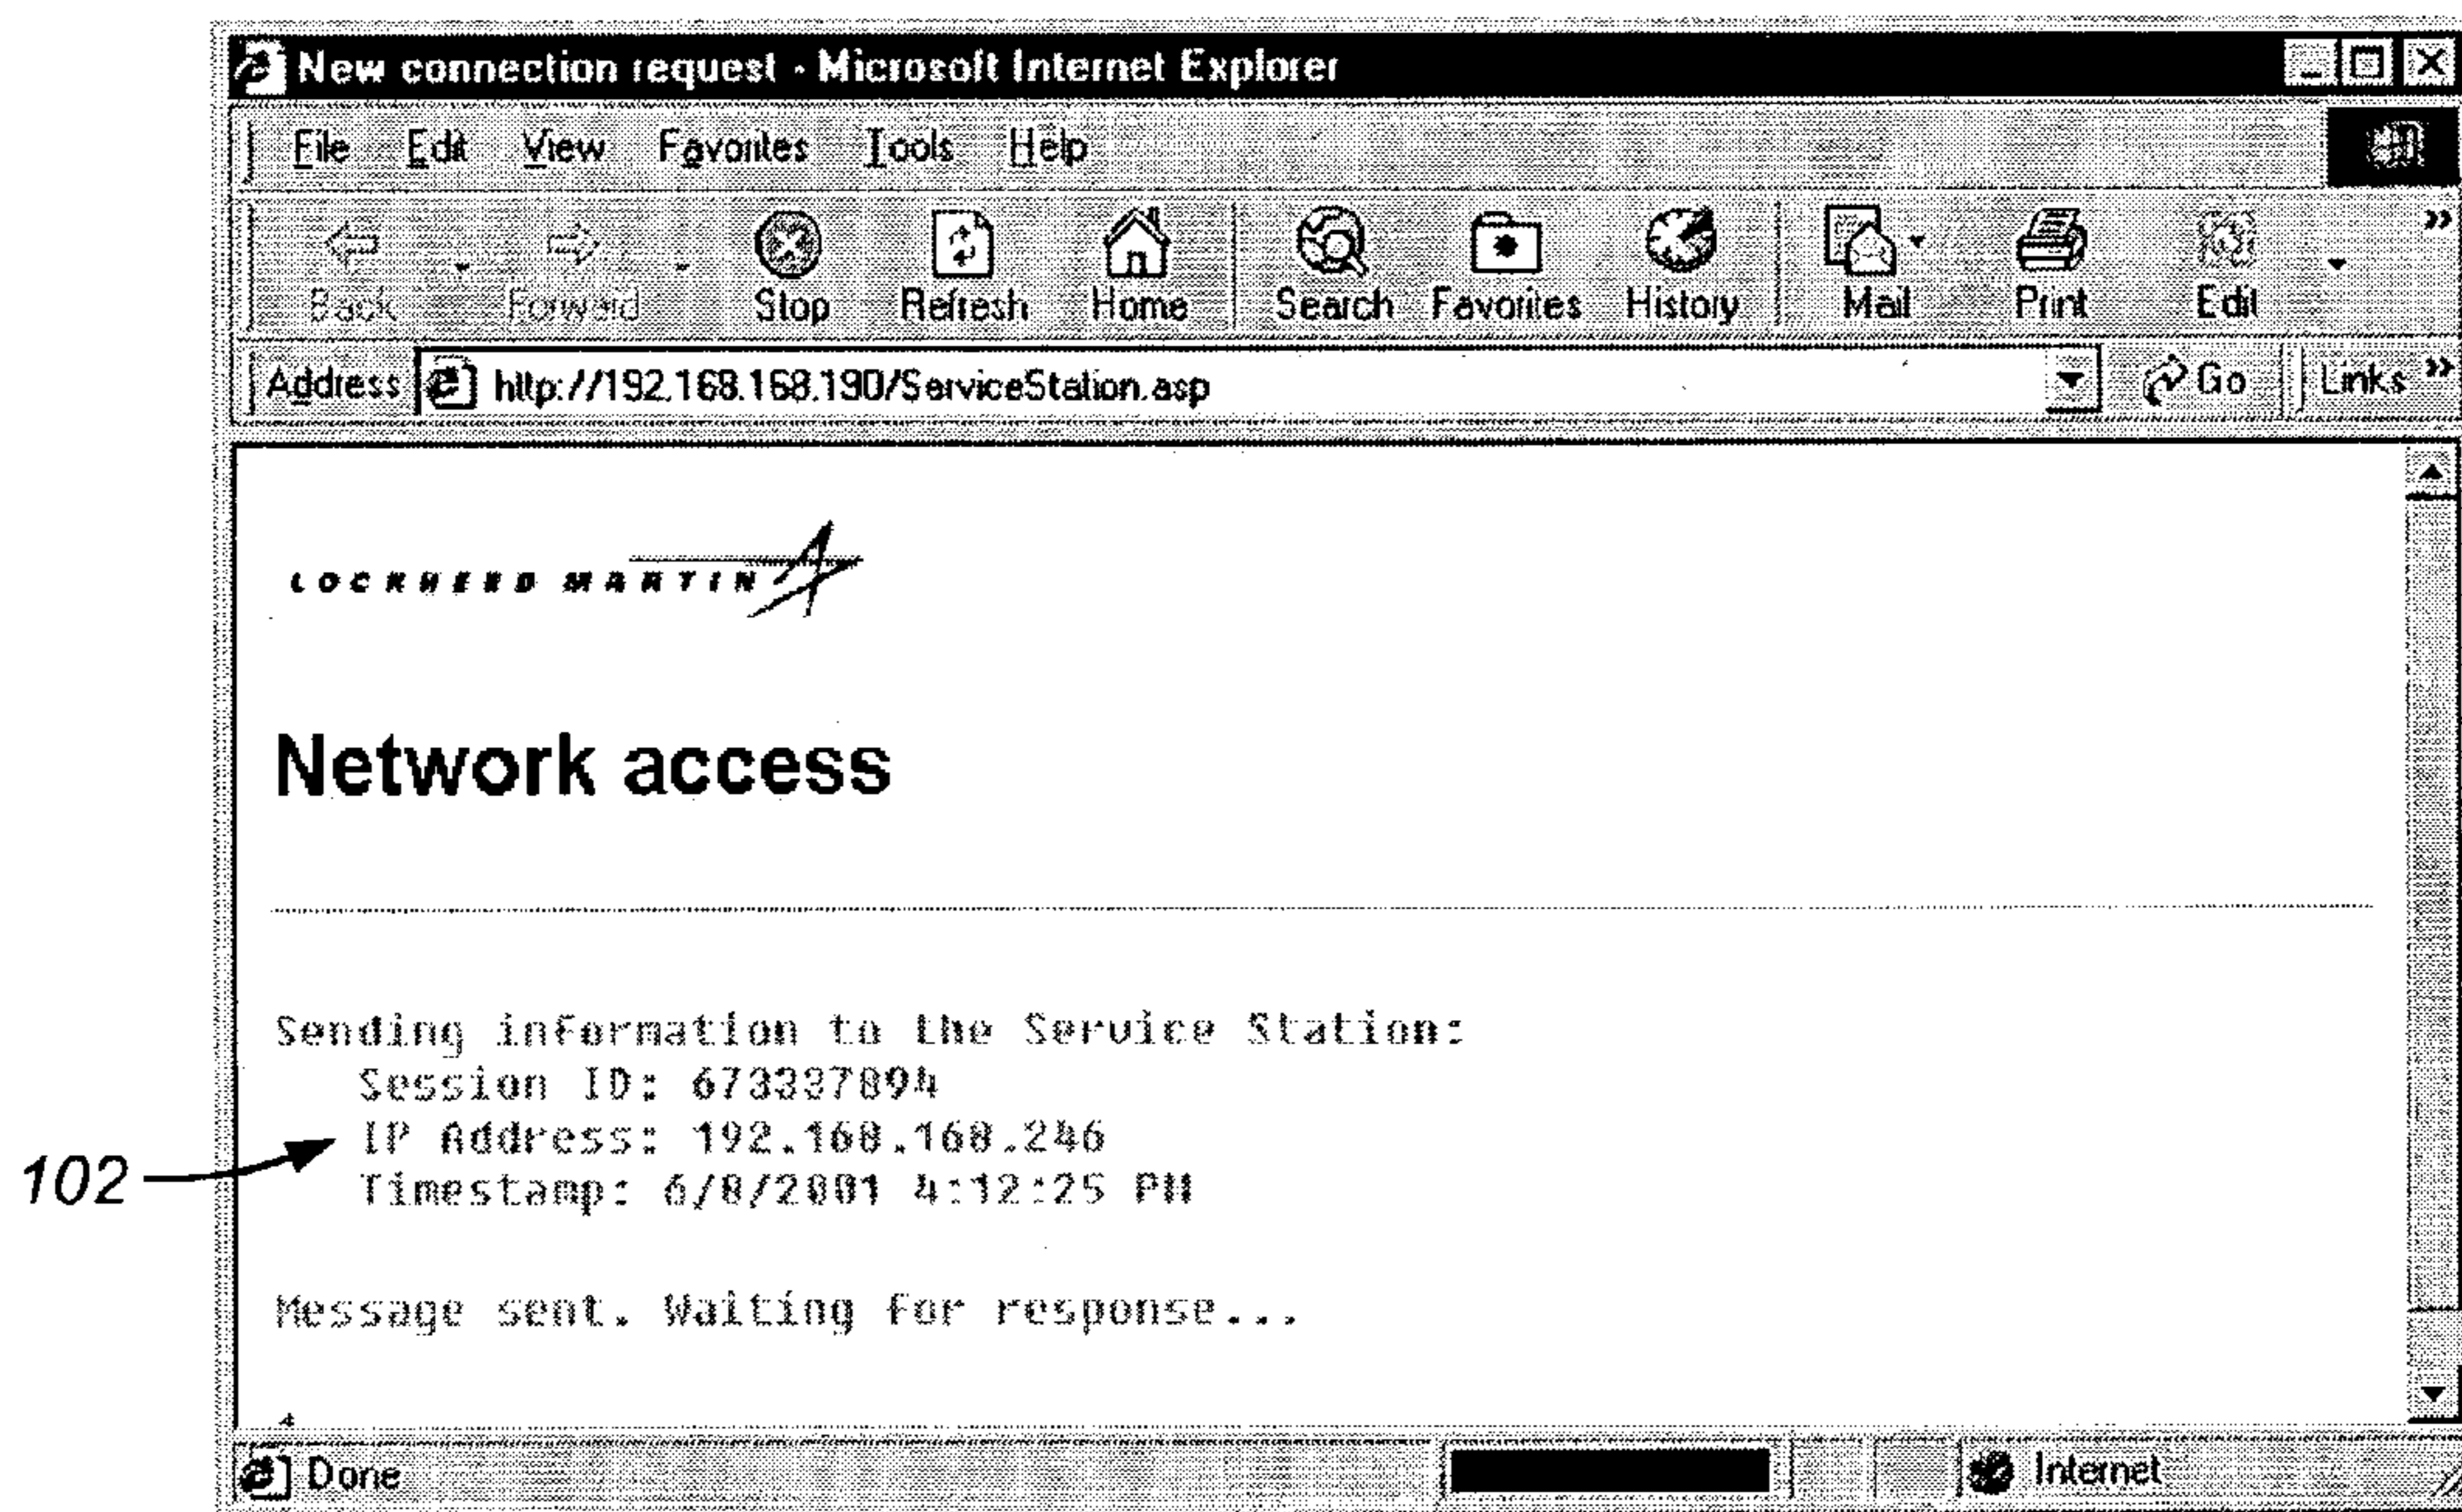 New connection request - Microsoft Internet Explorer
File Edit View Favorites Tools Help
Back Forward Stop Refresh Home Search Favorites History Mail Print Edit »
Address http://192.168.168.190/ServiceStation.asp Go Links »
LOCKHEED MARTIN
Network access
Sending information to the Service Station:
Session ID: 673337894
102 IP Address: 192.168.168.246
Timestamp: 6/8/2001 4:12:25 PM
Message sent. Waiting for response...
Done Internet